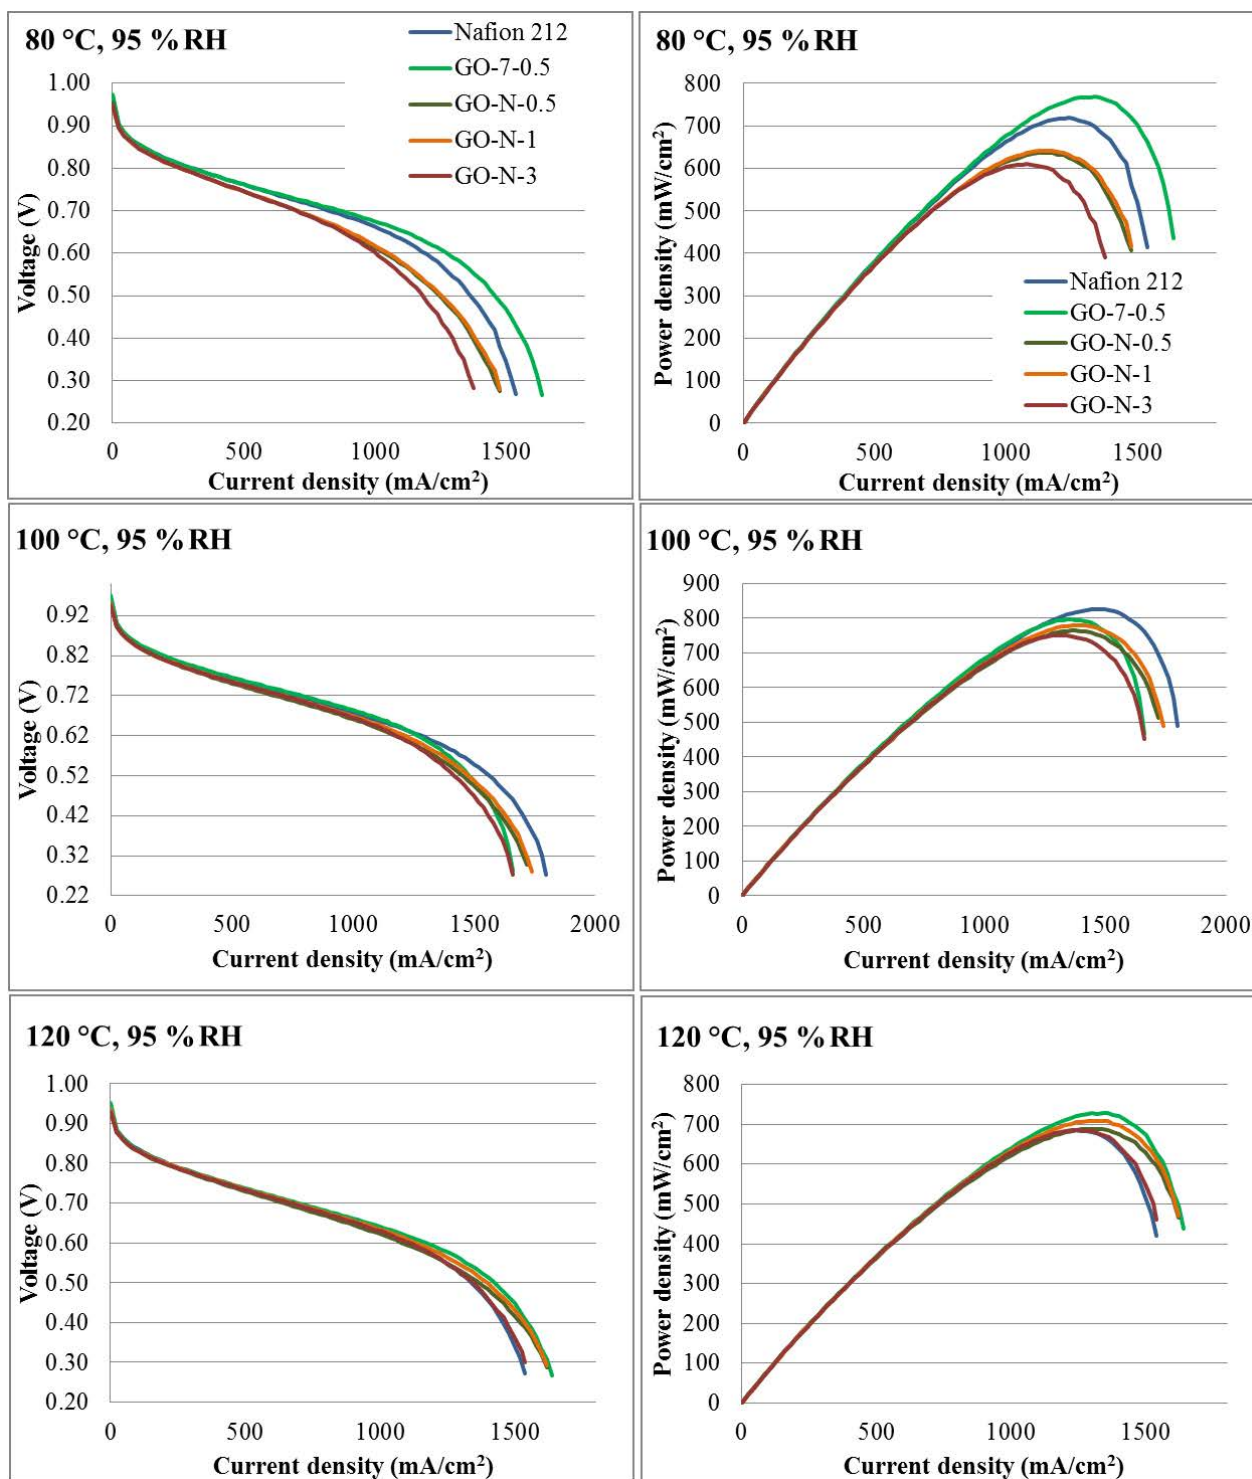 80 °C, 95 % RH
Nafion 212
GO-7-0.5
GO-N-0.5
GO-N-1
GO-N-3
1.00
0.90
0.80
0.70
0.60
0.50
0.40
0.30
0.20
Voltage (V)
0 500 1000 1500
Current density (mA/cm²)
80 °C, 95 % RH
800
700
600
500
400
300
200
100
0
Power density (mW/cm²)
Nafion 212
GO-7-0.5
GO-N-0.5
GO-N-1
GO-N-3
0 500 1000 1500
Current density (mA/cm²)
100 °C, 95 % RH
0.92
0.82
0.72
0.62
0.52
0.42
0.32
0.22
Voltage (V)
0 500 1000 1500 2000
Current density (mA/cm²)
100 °C, 95 % RH
900
800
700
600
500
400
300
200
100
0
Power density (mW/cm²)
0 500 1000 1500 2000
Current density (mA/cm²)
120 °C, 95 % RH
1.00
0.90
0.80
0.70
0.60
0.50
0.40
0.30
0.20
Voltage (V)
0 500 1000 1500
Current density (mA/cm²)
120 °C, 95 % RH
800
700
600
500
400
300
200
100
0
Power density (mW/cm²)
0 500 1000 1500
Current density (mA/cm²)